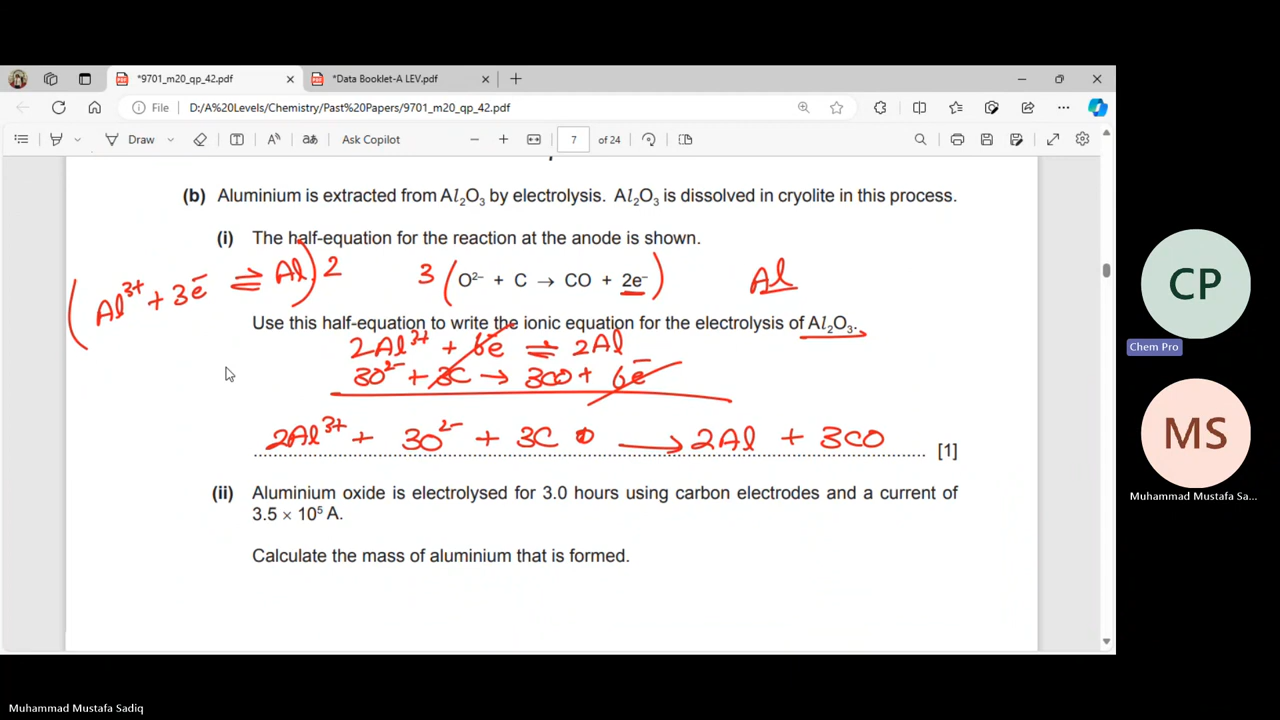 *9701_m20_qp_42.pdf
*Data Booklet-A LEV.pdf
File D:/A%20Levels/Chemistry/Past%20Papers/9701_m20_qp_42.pdf
Draw Ask Copilot 7 of 24
(b) Aluminium is extracted from Al₂O₃ by electrolysis. Al₂O₃ is dissolved in cryolite in this process.
(i) The half-equation for the reaction at the anode is shown.
(Al³⁺ + 3e⁻ ⇌ Al)2 3(O²⁻ + C → CO + 2e⁻) Al
Use this half-equation to write the ionic equation for the electrolysis of Al₂O₃.
2Al³⁺ + 6e ⇌ 2Al
3O²⁻ + 3C → 3CO + 6e⁻
2Al³⁺ + 3O²⁻ + 3C → 2Al + 3CO
[1]
(ii) Aluminium oxide is electrolysed for 3.0 hours using carbon electrodes and a current of
3.5 × 10⁵ A.
Calculate the mass of aluminium that is formed.
CP
Chem Pro
MS
Muhammad Mustafa Sa...
Muhammad Mustafa Sadiq